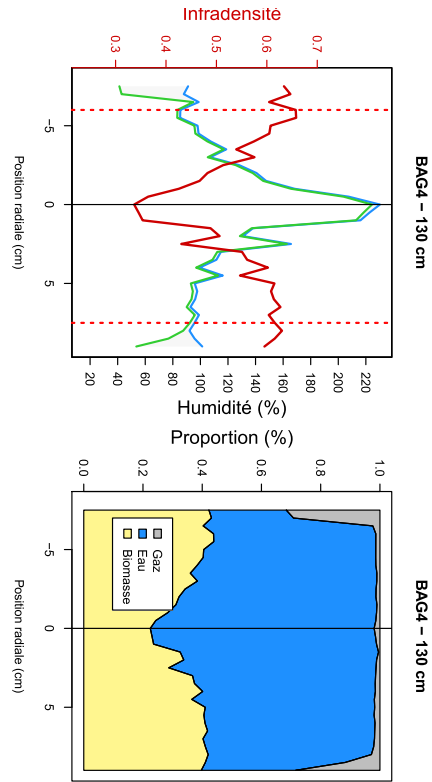 Intradensité
0.3 0.4 0.5 0.6 0.7
BAG4 − 130 cm
−5 0 5
Position radiale (cm)
20 40 60 80 100 120 140 160 180 200 220
Humidité (%)
Proportion (%)
0.0 0.2 0.4 0.6 0.8 1.0
BAG4 − 130 cm
Gaz
Eau
Biomasse
−5 0 5
Position radiale (cm)